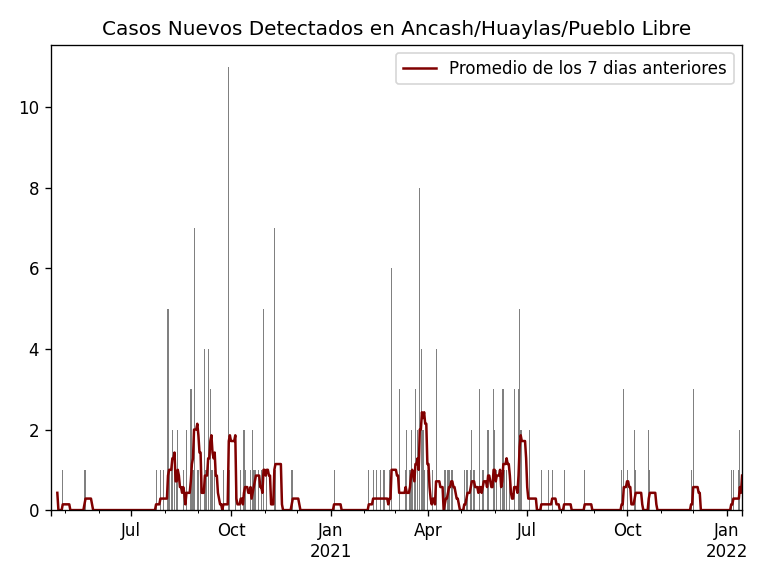 Casos Nuevos Detectados en Ancash/Huaylas/Pueblo Libre
Promedio de los 7 dias anteriores
10
8
6
4
2
0
Jul
Oct
Jan
2021
Apr
Jul
Oct
Jan
2022